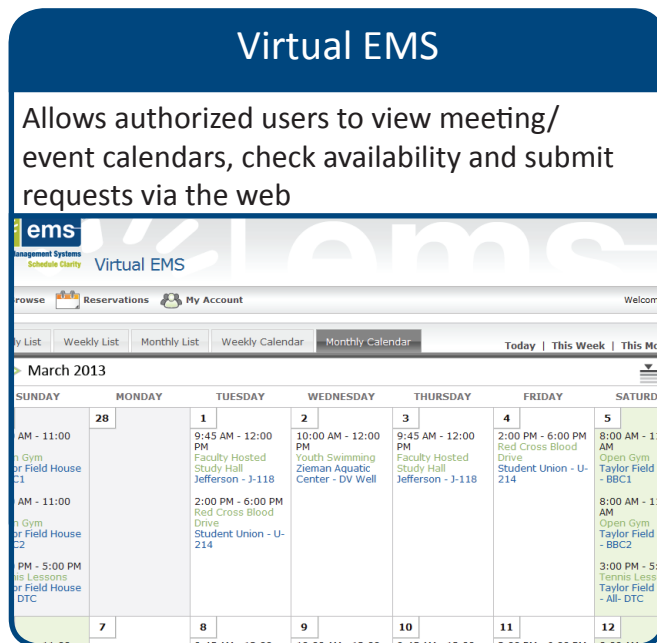 Virtual EMS
Allows authorized users to view meeting/
event calendars, check availability and submit
requests via the web
ems
Management Systems
Schedule Clarity
Virtual EMS
rowse Reservations My Account Welcom
ly List Weekly List Monthly List Weekly Calendar Monthly Calendar Today | This Week | This Mo
> March 2013
SUNDAY MONDAY TUESDAY WEDNESDAY THURSDAY FRIDAY SATURD
28 1 2 3 4 5
AM - 11:00
n Gym
or Field House
C1
AM - 11:00
n Gym
or Field House
C2
PM - 5:00 PM
nis Lessons
or Field House
DTC
9:45 AM - 12:00
PM
Faculty Hosted
Study Hall
Jefferson - J-118
2:00 PM - 6:00 PM
Red Cross Blood
Drive
Student Union - U-
214
10:00 AM - 12:00
PM
Youth Swimming
Zieman Aquatic
Center - DV Well
9:45 AM - 12:00
PM
Faculty Hosted
Study Hall
Jefferson - J-118
2:00 PM - 6:00 PM
Red Cross Blood
Drive
Student Union - U-
214
8:00 AM - 11
AM
Open Gym
Taylor Field
- BBC1
8:00 AM - 11
AM
Open Gym
Taylor Field
- BBC2
3:00 PM - 5:
Tennis Less
Taylor Field
- All- DTC
7 8 9 10 11 12